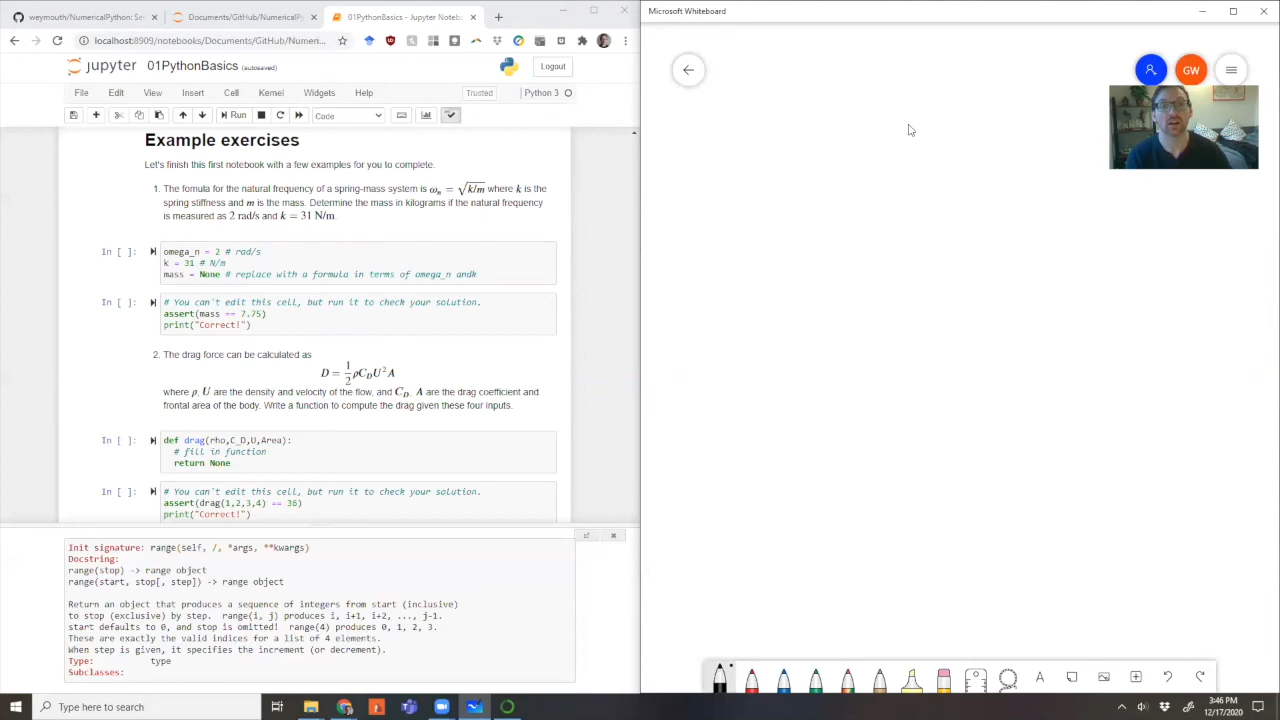 weymouth/NumericalPython: Se
Documents/GitHub/NumericalPy
01PythonBasics - Jupyter Notebo
Microsoft Whiteboard
localhost:8909/notebooks/Documents/GitHub/Numeri...
jupyter 01PythonBasics (autosaved)
Logout
GW
File Edit View Insert Cell Kernel Widgets Help
Trusted
Python 3
Run
Code
Example exercises
Let's finish this first notebook with a few examples for you to complete.
1. The fomula for the natural frequency of a spring-mass system is ωₙ = √k/m where k is the
spring stiffness and m is the mass. Determine the mass in kilograms if the natural frequency
is measured as 2 rad/s and k = 31 N/m.
In [ ]:
omega_n = 2 # rad/s
k = 31 # N/m
mass = None # replace with a formula in terms of omega_n andk
In [ ]:
# You can't edit this cell, but run it to check your solution.
assert(mass == 7.75)
print("Correct!")
2. The drag force can be calculated as
D = 1/2 ρC_D U² A
where ρ, U are the density and velocity of the flow, and C_D, A are the drag coefficient and
frontal area of the body. Write a function to compute the drag given these four inputs.
In [ ]:
def drag(rho,C_D,U,Area):
# fill in function
return None
In [ ]:
# You can't edit this cell, but run it to check your solution.
assert(drag(1,2,3,4) == 36)
print("Correct!")
Init signature: range(self, /, *args, **kwargs)
Docstring:
range(stop) -> range object
range(start, stop[, step]) -> range object
Return an object that produces a sequence of integers from start (inclusive)
to stop (exclusive) by step. range(i, j) produces i, i+1, i+2, ..., j-1.
start defaults to 0, and stop is omitted! range(4) produces 0, 1, 2, 3.
These are exactly the valid indices for a list of 4 elements.
When step is given, it specifies the increment (or decrement).
Type: type
Subclasses:
A
Type here to search
3:46 PM
12/17/2020